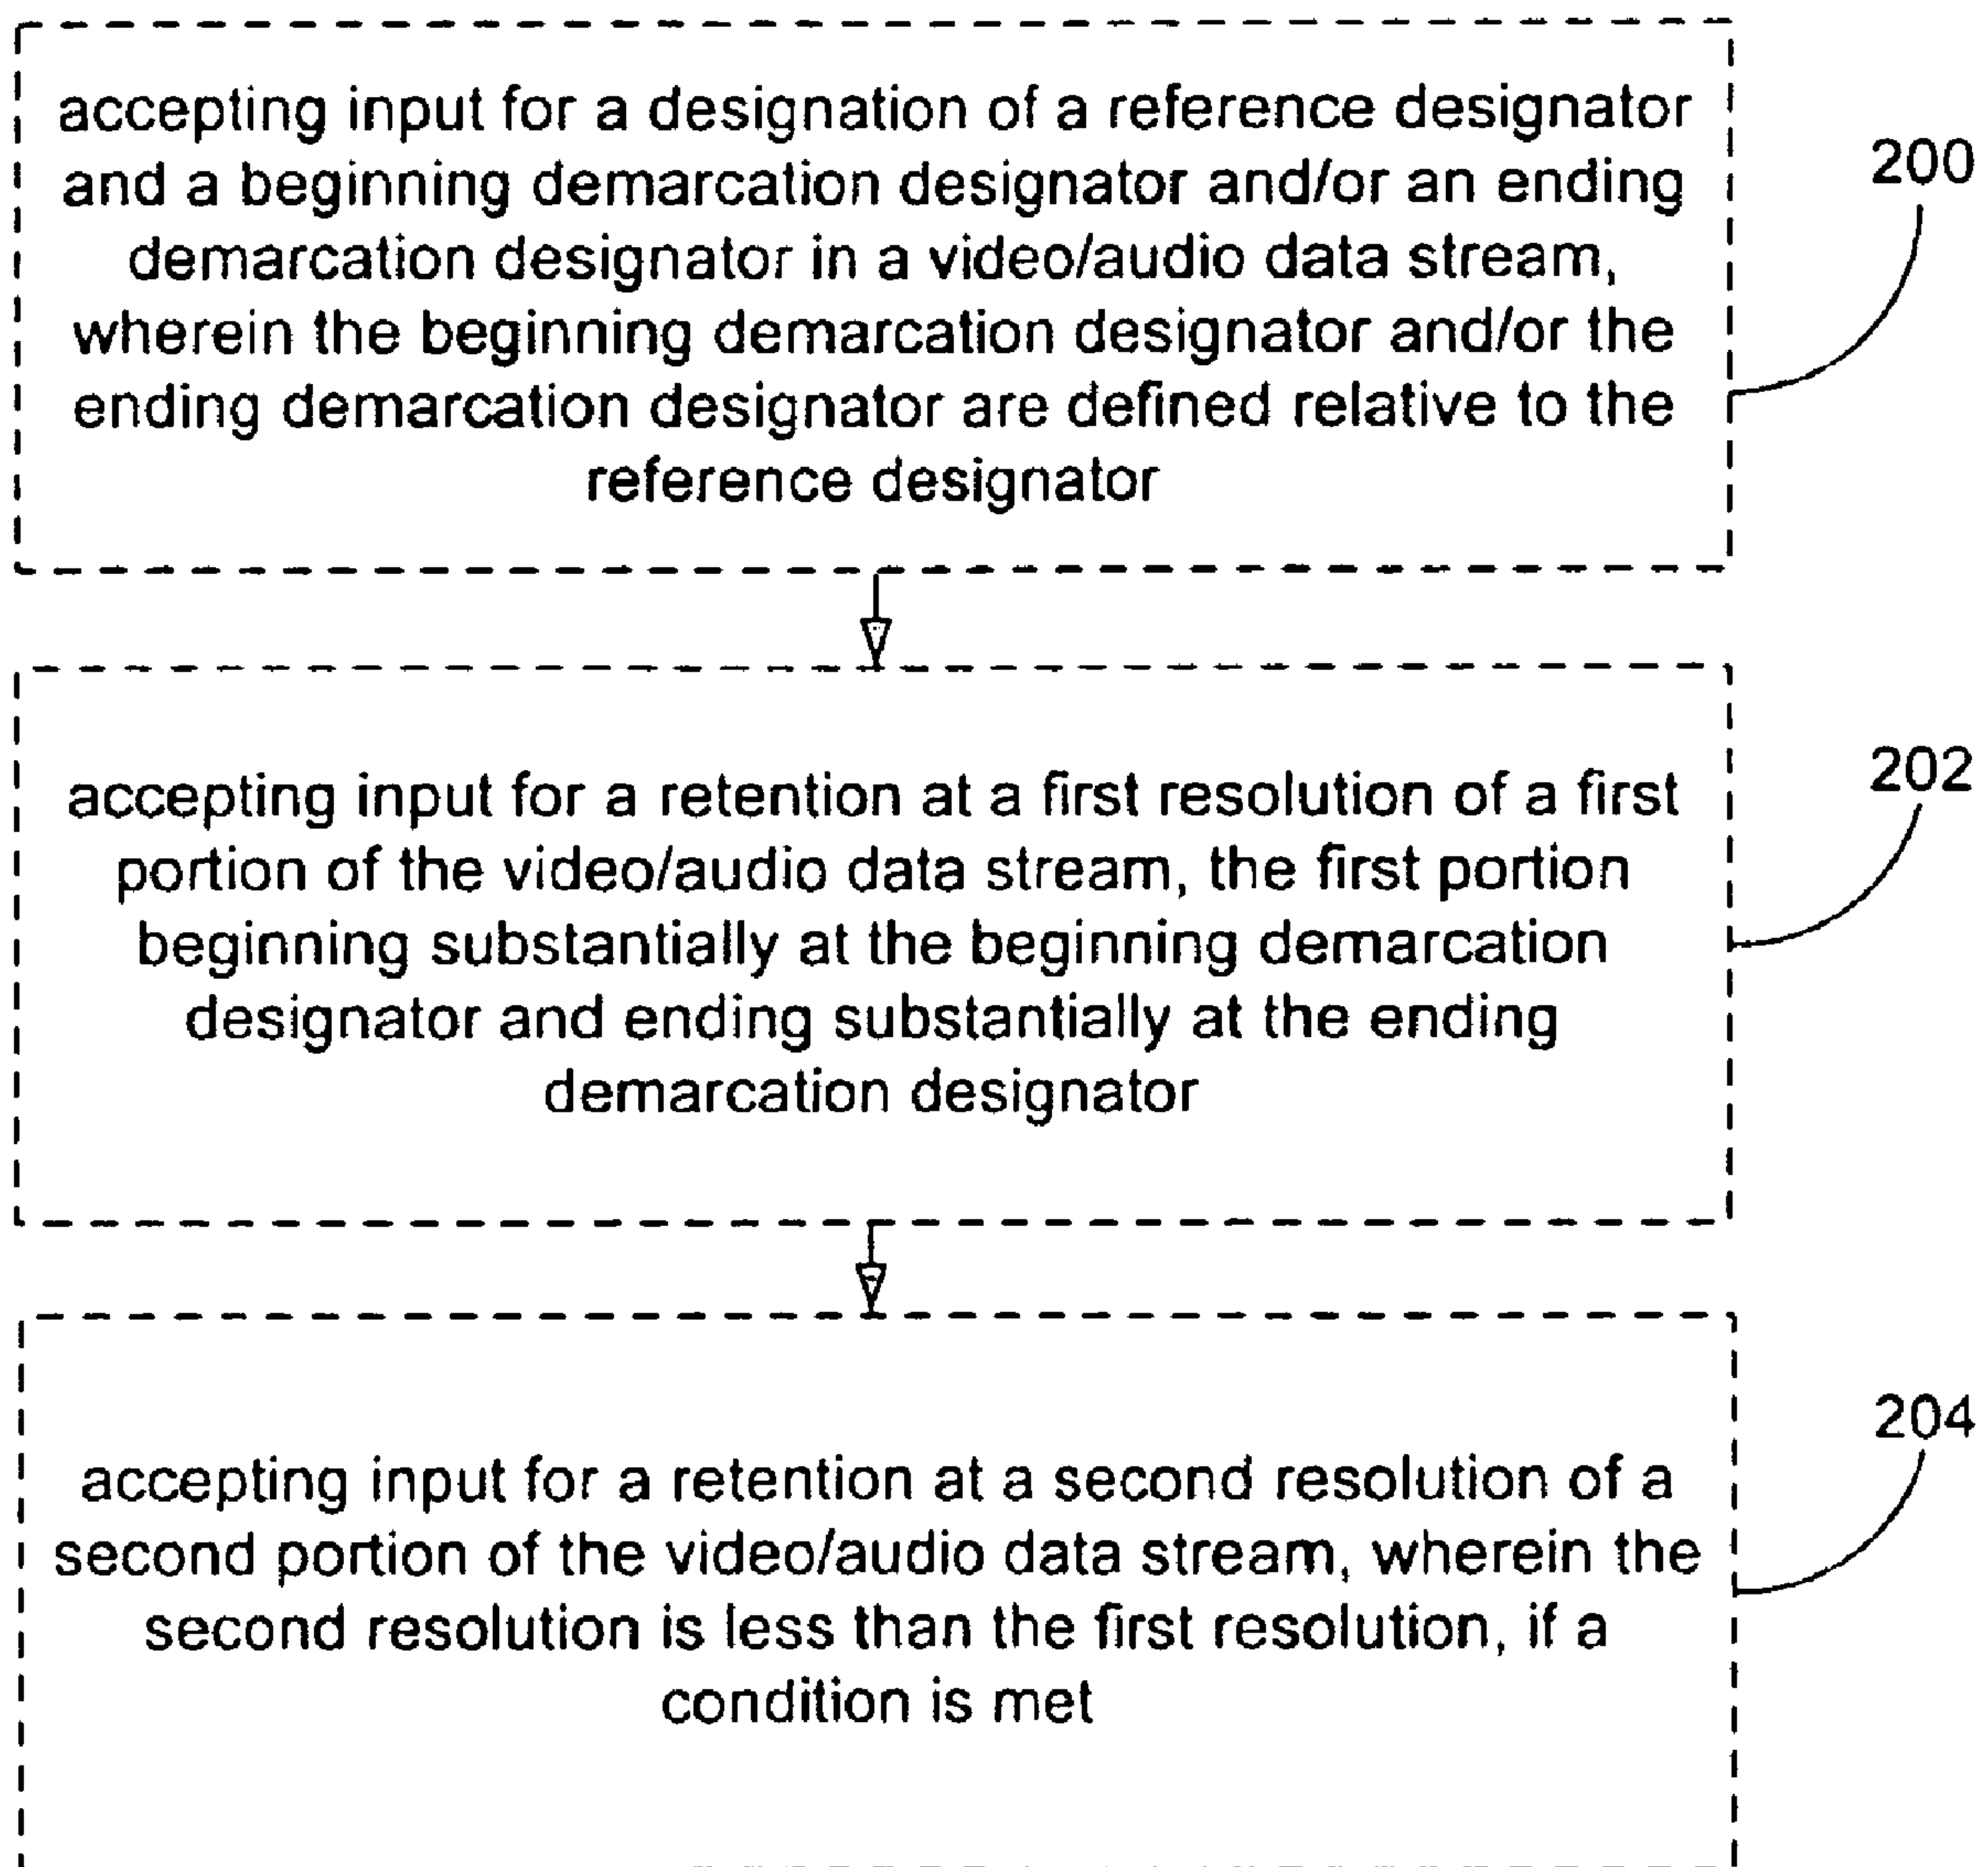 accepting input for a designation of a reference designator
and a beginning demarcation designator and/or an ending
demarcation designator in a video/audio data stream,
wherein the beginning demarcation designator and/or the
ending demarcation designator are defined relative to the
reference designator
200
accepting input for a retention at a first resolution of a first
portion of the video/audio data stream, the first portion
beginning substantially at the beginning demarcation
designator and ending substantially at the ending
demarcation designator
202
accepting input for a retention at a second resolution of a
second portion of the video/audio data stream, wherein the
second resolution is less than the first resolution, if a
condition is met
204